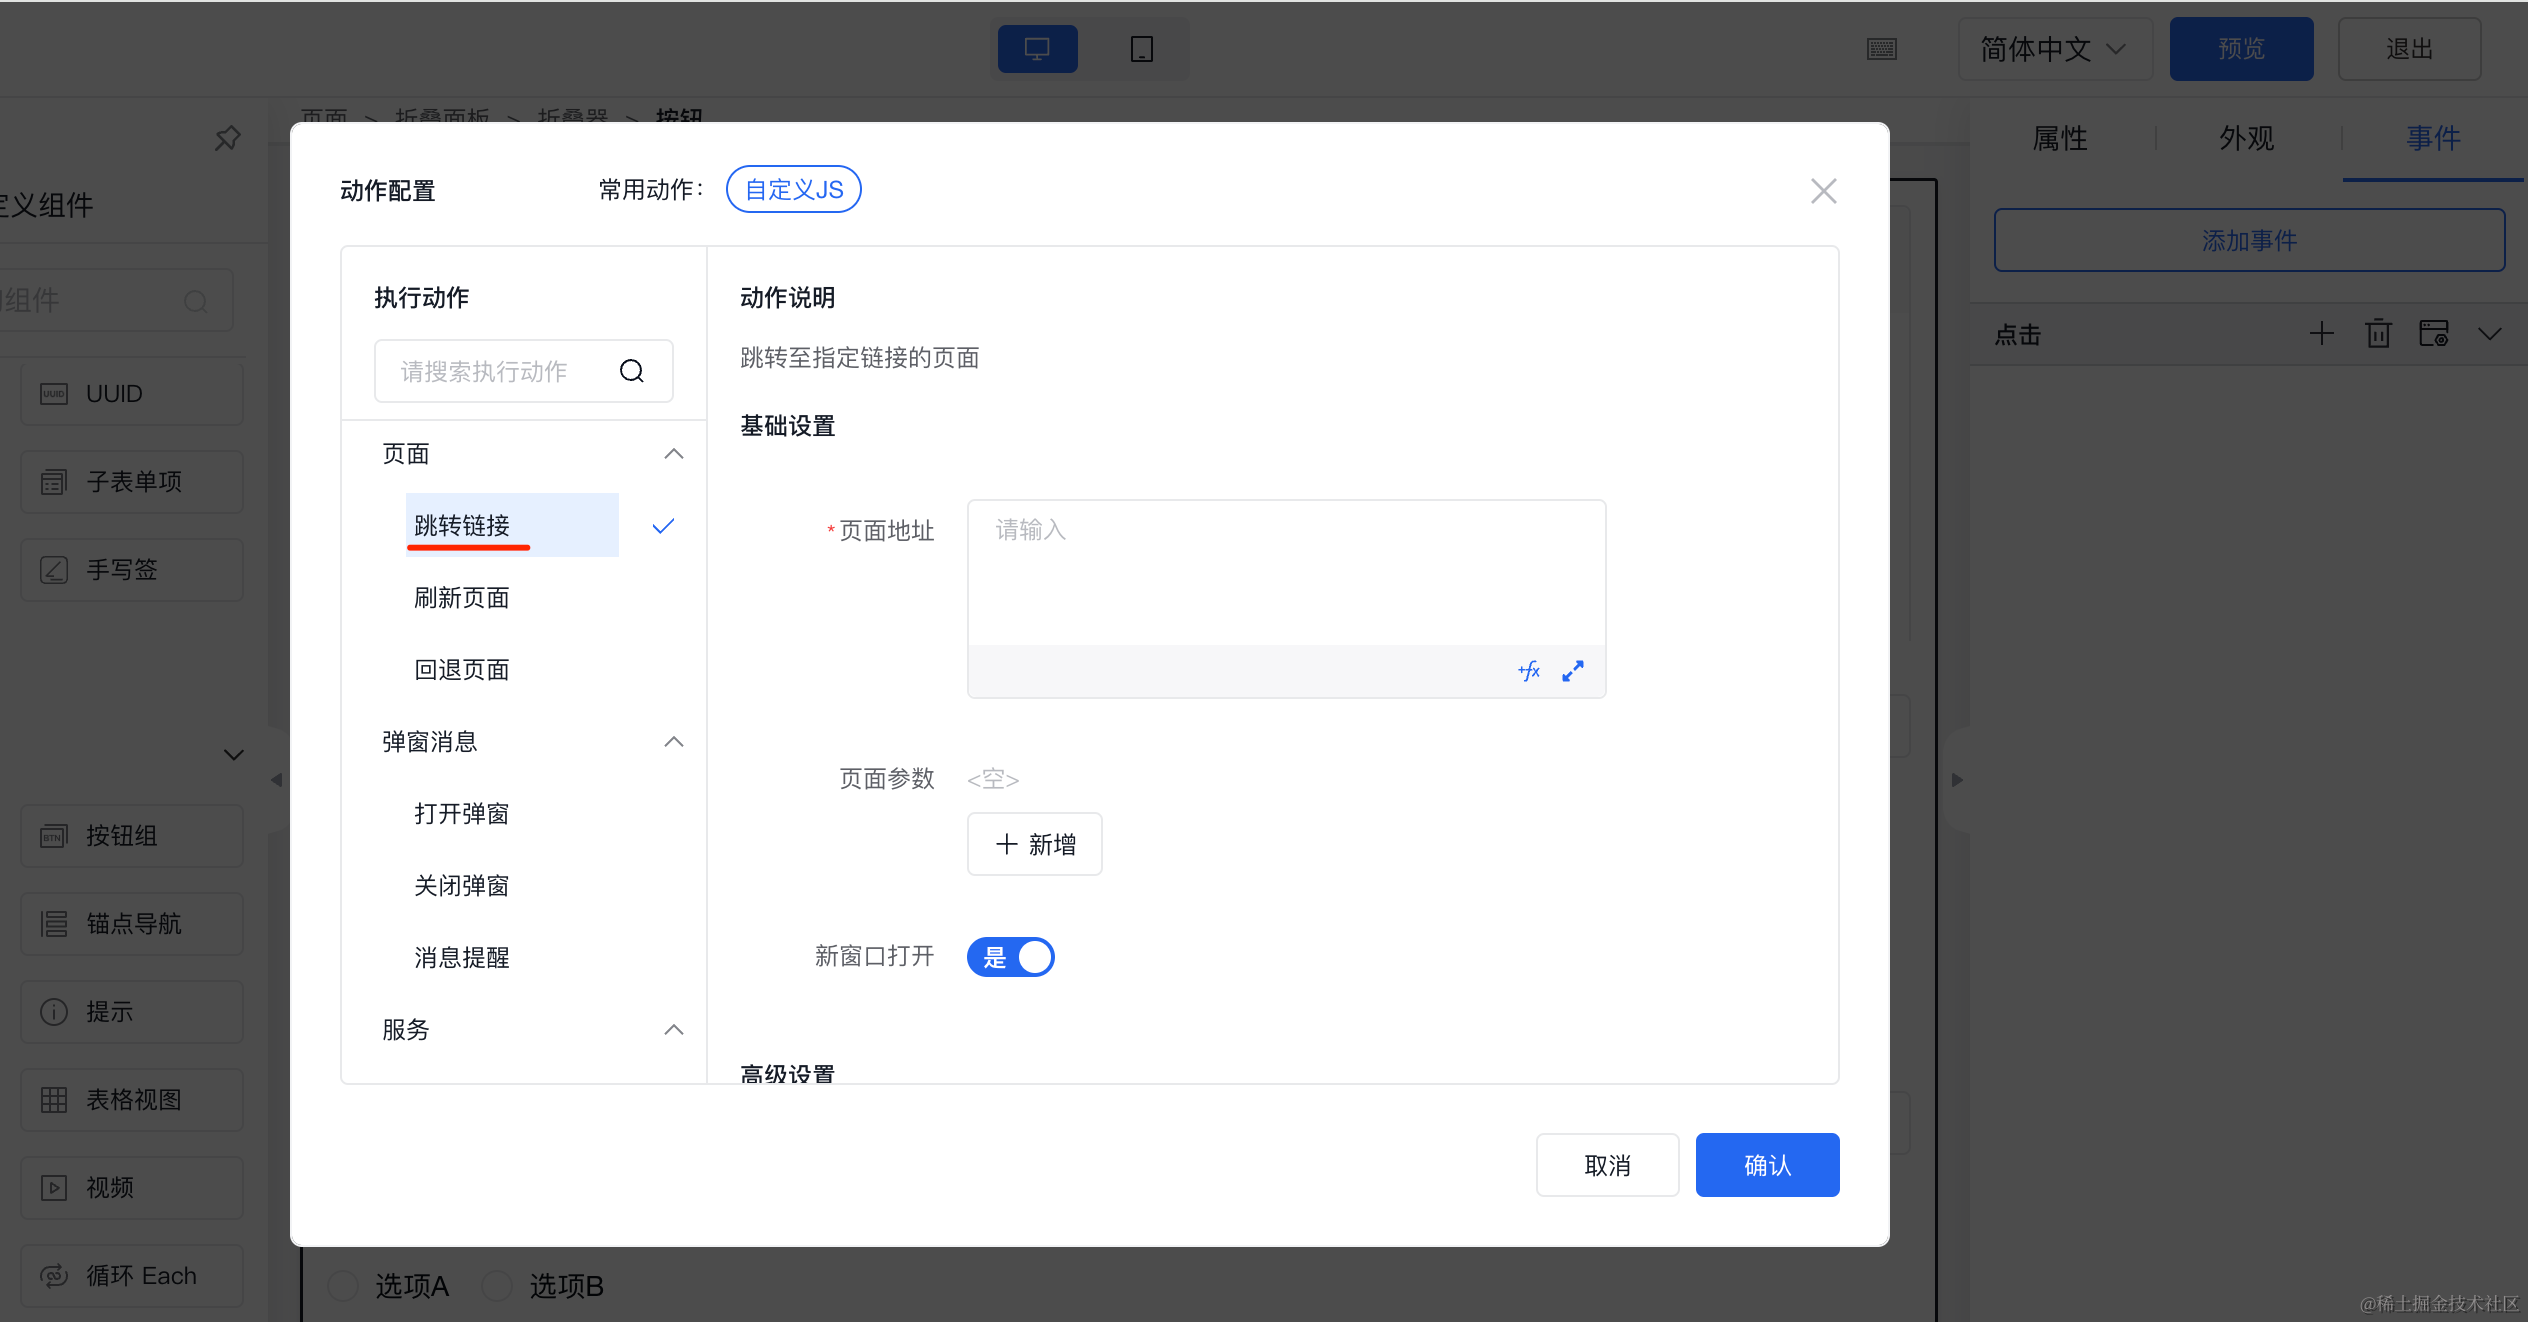 简体中文
预览
退出
页面 > 折叠面板 > 折叠器 > 按钮
属性
外观
事件
定义组件
组件
添加事件
点击
UUID
子表单项
手写签
按钮组
锚点导航
提示
表格视图
视频
循环 Each
动作配置
常用动作：
自定义JS
执行动作
请搜索执行动作
页面
跳转链接
刷新页面
回退页面
弹窗消息
打开弹窗
关闭弹窗
消息提醒
服务
动作说明
跳转至指定链接的页面
基础设置
*页面地址
请输入
+fx
页面参数
<空>
新增
新窗口打开
是
高级设置
取消
确认
选项A
选项B
@稀土掘金技术社区